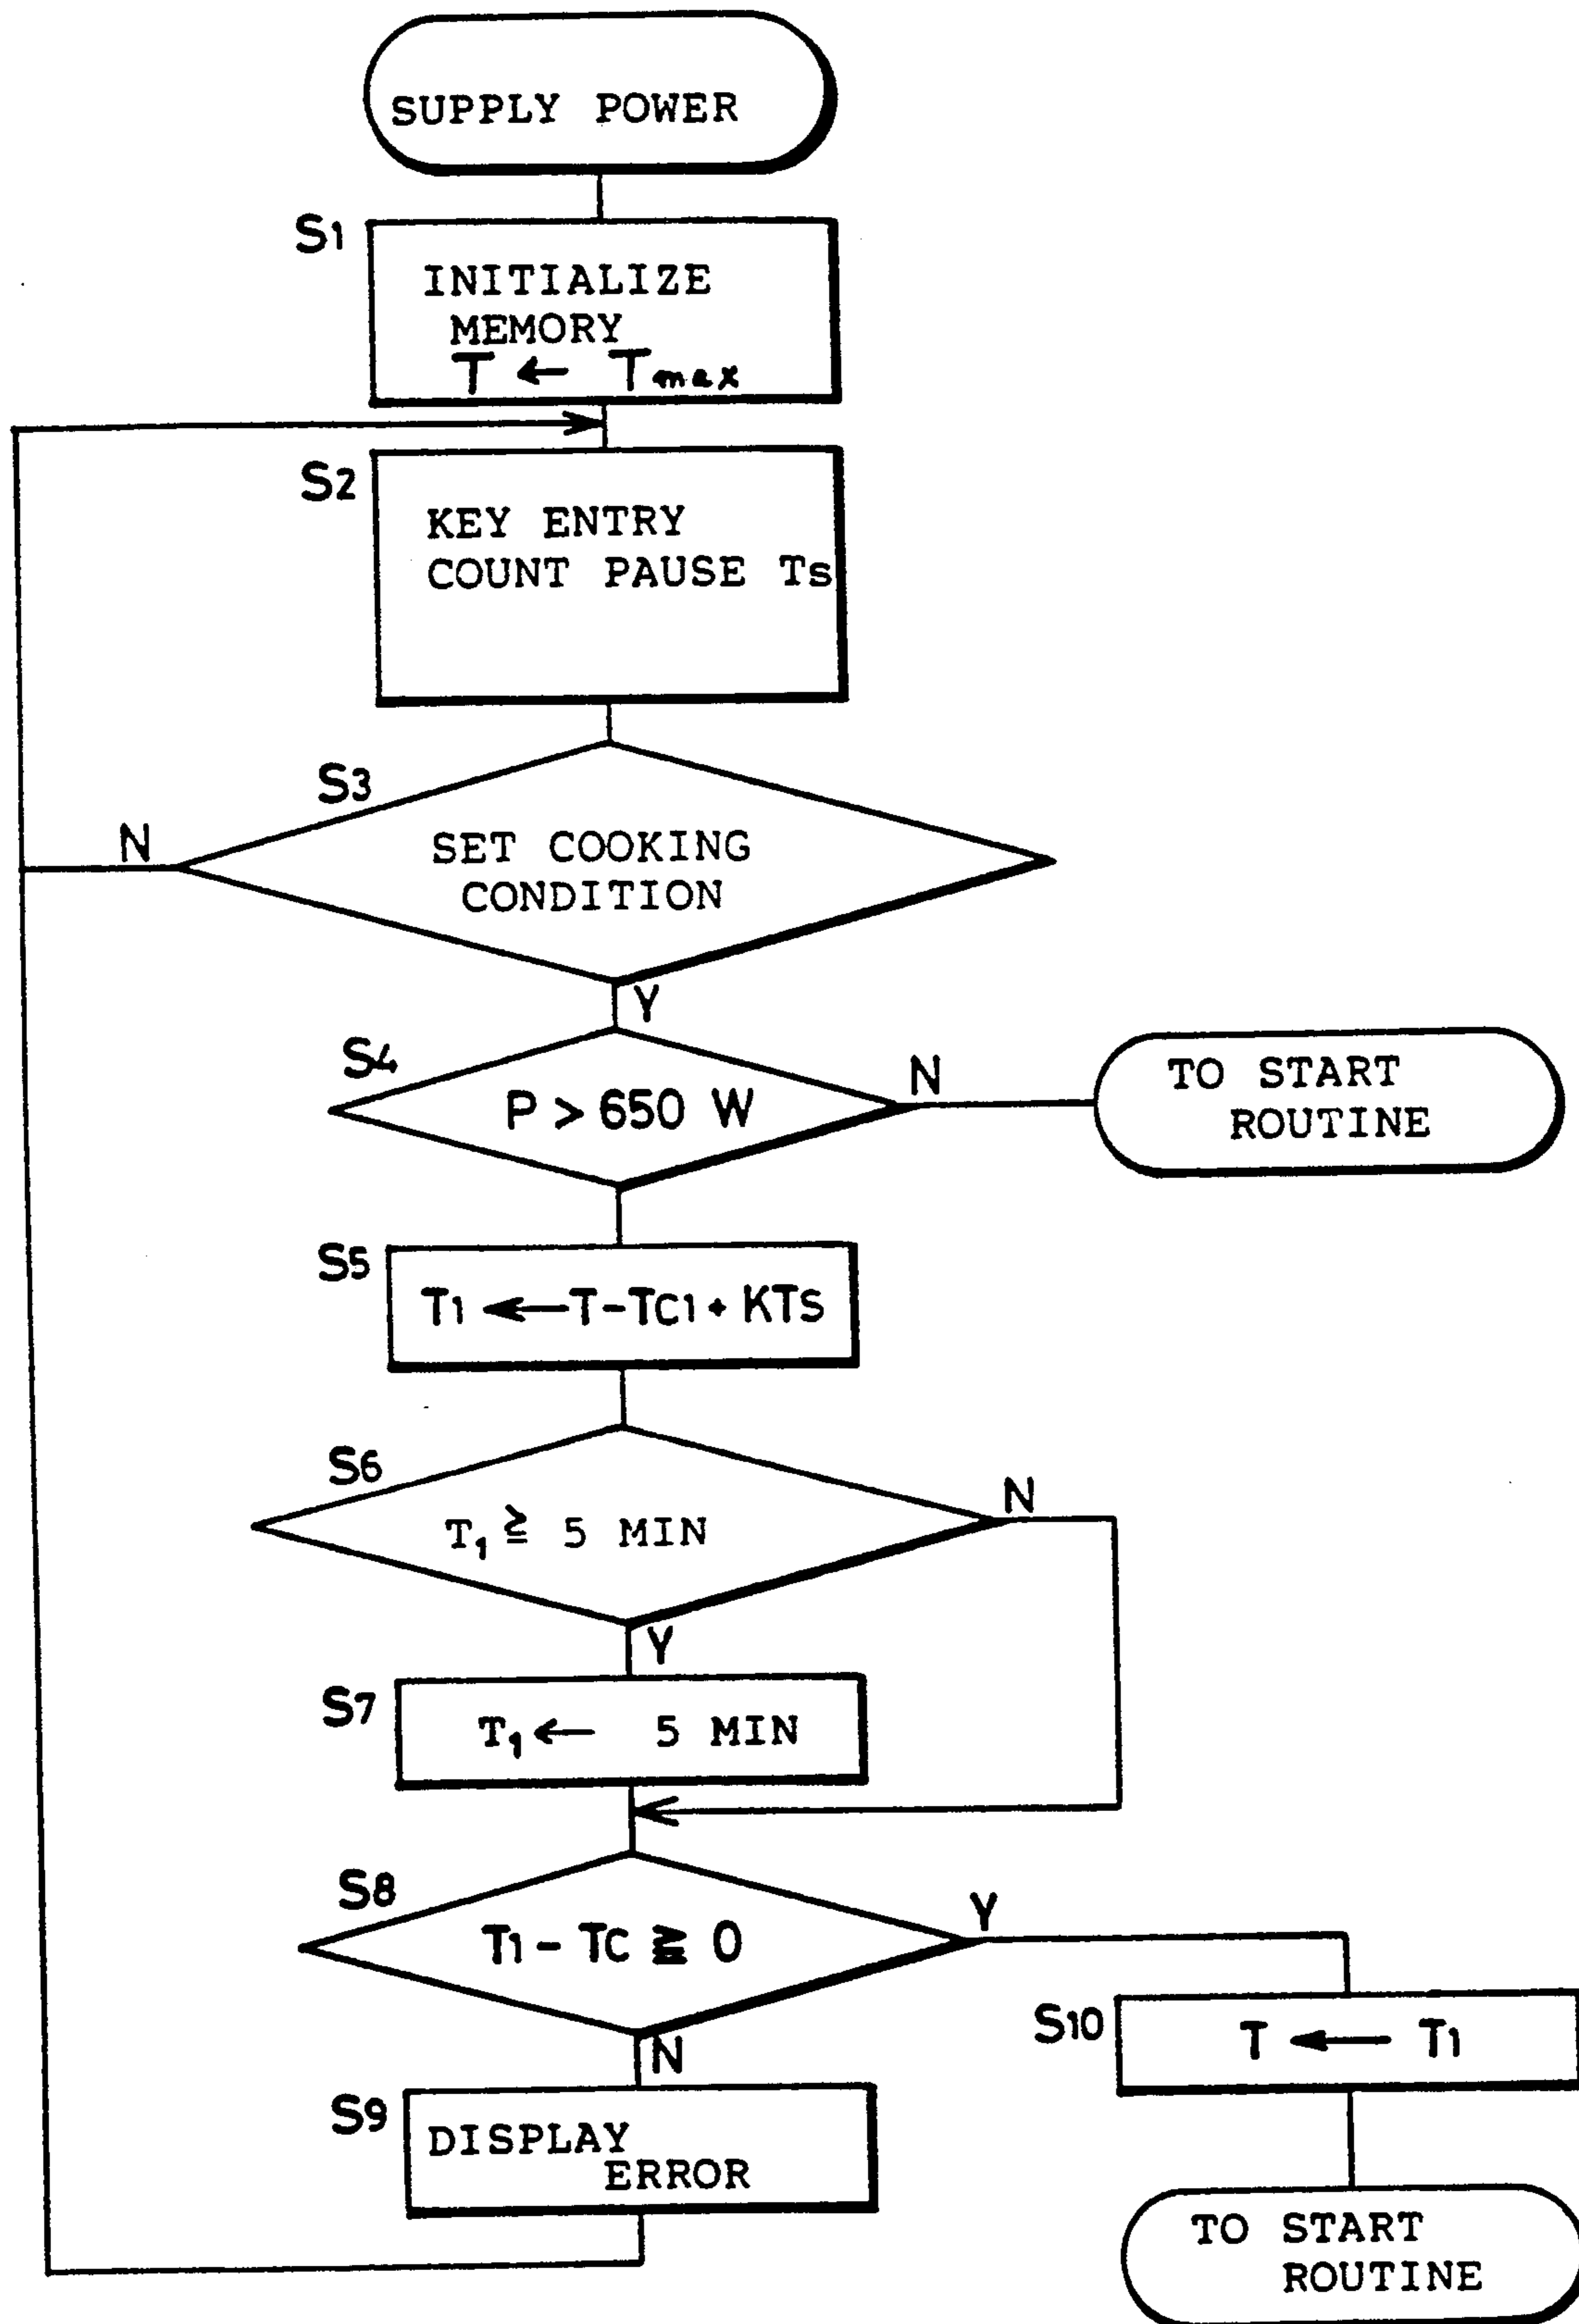 SUPPLY POWER
S1
INITIALIZE
MEMORY
T ← Tmax
S2
KEY ENTRY
COUNT PAUSE Ts
S3
N
SET COOKING
CONDITION
Y
S4
N
P > 650 W
TO START
ROUTINE
S5
T1 ← T - TC1 + KTS
S6
N
T1 ≧ 5 MIN
Y
S7
T1 ← 5 MIN
S8
Y
T1 - TC ≧ 0
N
S10
T ← T1
S9
DISPLAY
ERROR
TO START
ROUTINE